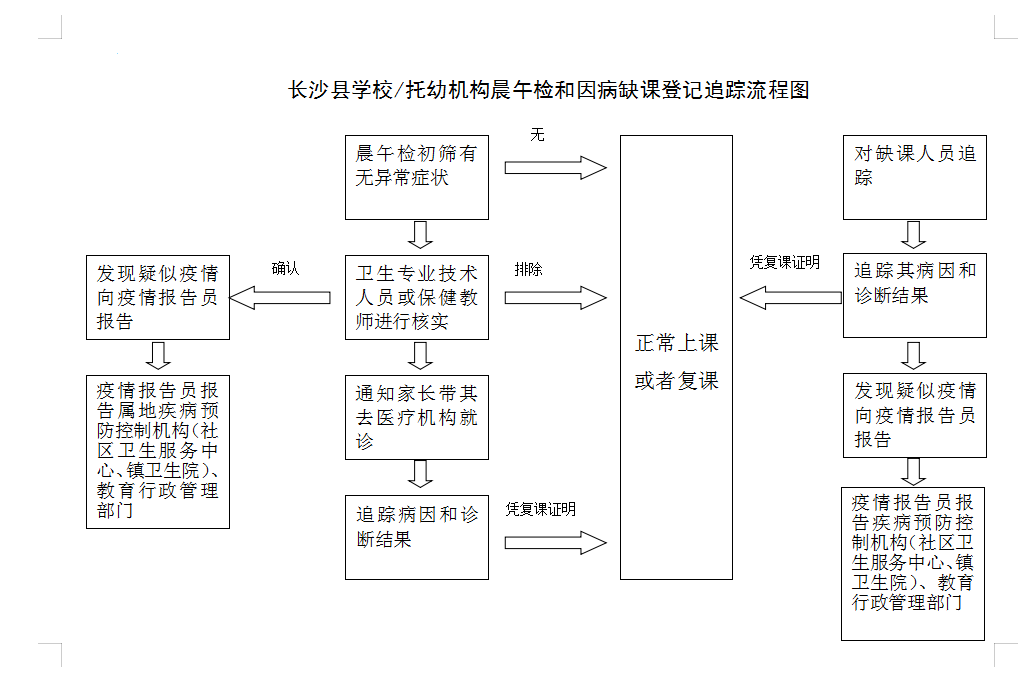 长沙县学校/托幼机构晨午检和因病缺课登记追踪流程图
晨午检初筛有
无异常症状
无
对缺课人员追
踪
发现疑似疫情
向疫情报告员
报告
确认
卫生专业技术
人员或保健教
师进行核实
排除
正常上课
或者复课
凭复课证明
追踪其病因和
诊断结果
疫情报告员报
告属地疾病预
防控制机构(社
区卫生服务中
心、镇卫生院)、
教育行政管理
部门
通知家长带其
去医疗机构就
诊
发现疑似疫情
向疫情报告员
报告
追踪病因和诊
断结果
凭复课证明
疫情报告员报
告疾病预防控
制机构(社区卫
生服务中心、镇
卫生院)、教育
行政管理部门